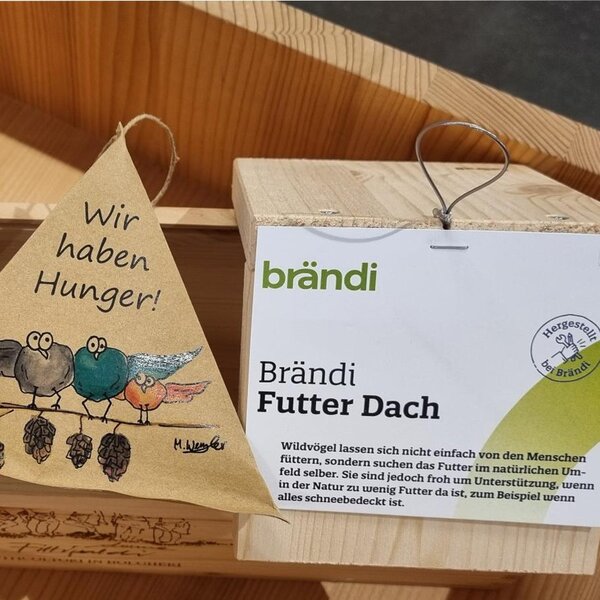 Wir
haben
Hunger!
brändi
Hergestellt
bei Brändi
Brändi
Futter Dach
Wildvögel lassen sich nicht einfach von den Menschen
füttern, sondern suchen das Futter im natürlichen Um-
feld selber. Sie sind jedoch froh um Unterstützung, wenn
in der Natur zu wenig Futter da ist, zum Beispiel wenn
alles schneebedeckt ist.